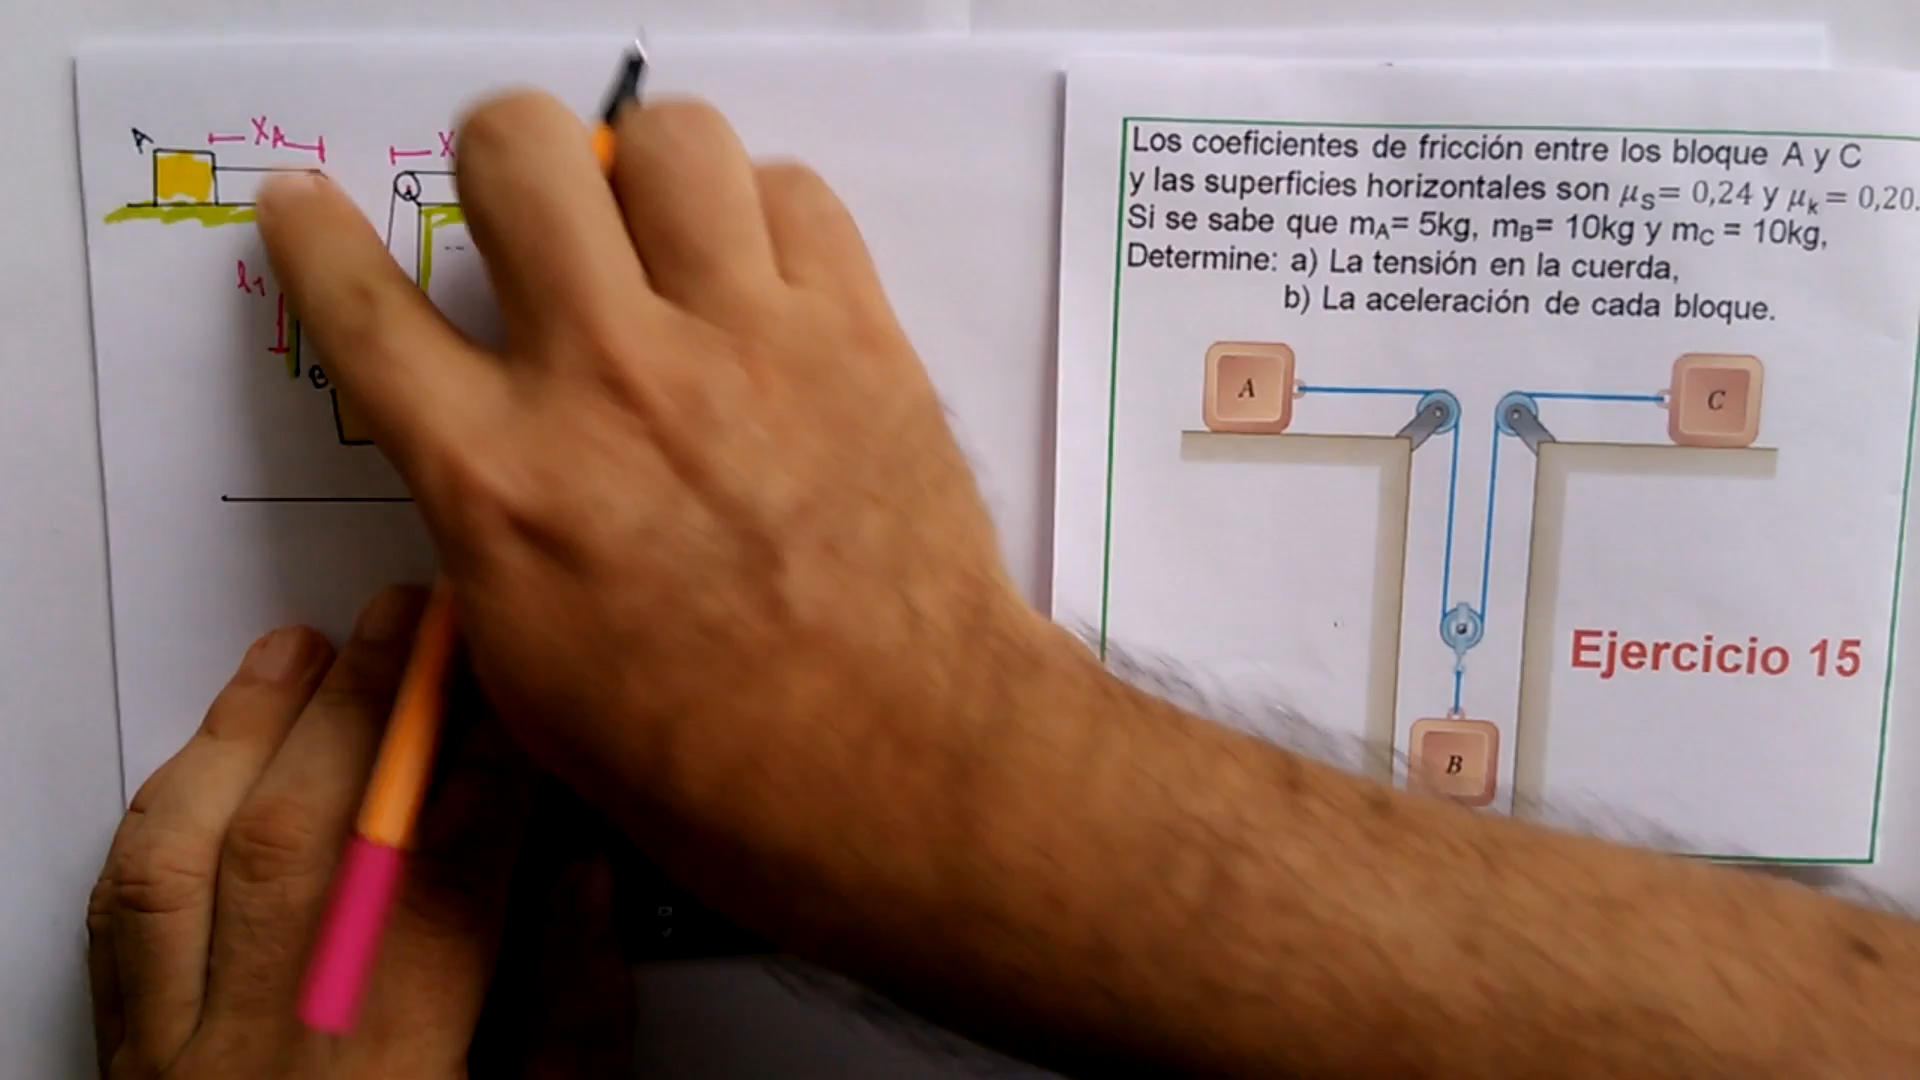 A
XA
X
l1
B
Los coeficientes de fricción entre los bloque A y C
y las superficies horizontales son μs= 0,24 y μk = 0,20.
Si se sabe que mA= 5kg, mB= 10kg y mC = 10kg,
Determine: a) La tensión en la cuerda,
b) La aceleración de cada bloque.
A
C
Ejercicio 15
B